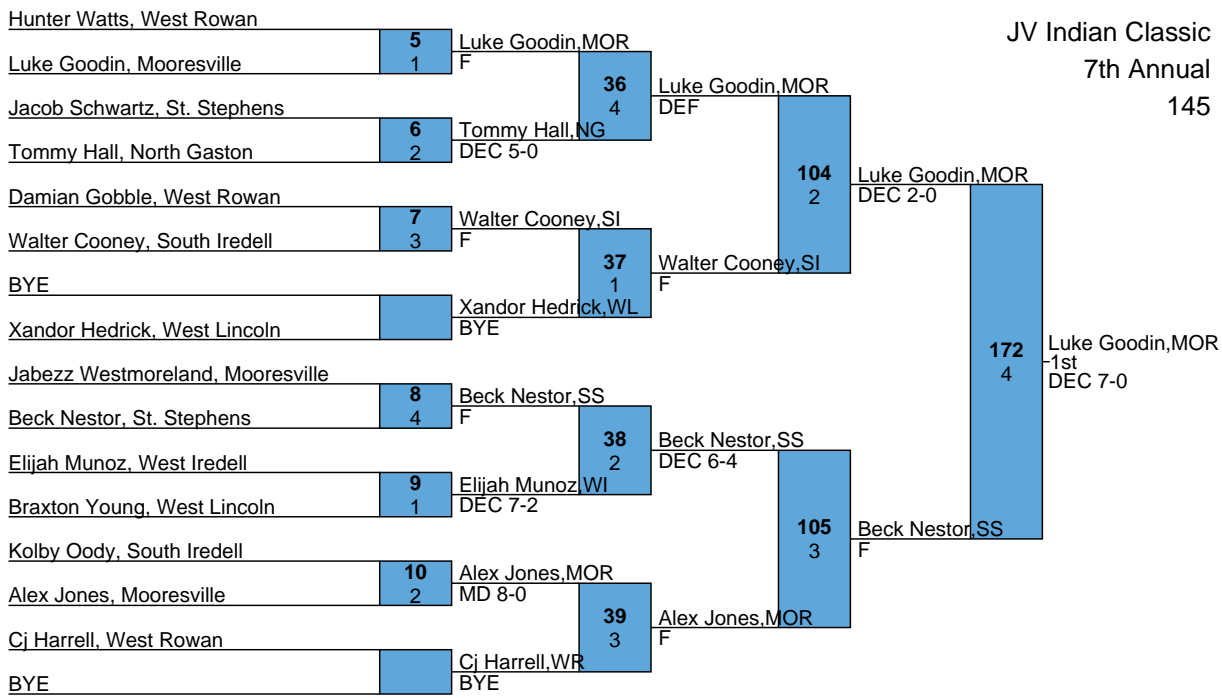 JV Indian Classic
7th Annual
145
Hunter Watts, West Rowan
Luke Goodin, Mooresville
Jacob Schwartz, St. Stephens
Tommy Hall, North Gaston
Damian Gobble, West Rowan
Walter Cooney, South Iredell
BYE
Xandor Hedrick, West Lincoln
Jabezz Westmoreland, Mooresville
Beck Nestor, St. Stephens
Elijah Munoz, West Iredell
Braxton Young, West Lincoln
Kolby Oody, South Iredell
Alex Jones, Mooresville
Cj Harrell, West Rowan
BYE
5
1
6
2
7
3
8
4
9
1
10
2
Luke Goodin,MOR
F
Tommy Hall,NG
DEC 5-0
Walter Cooney,SI
F
Xandor Hedrick,WL
BYE
Beck Nestor,SS
F
Elijah Munoz,WI
DEC 7-2
Alex Jones,MOR
MD 8-0
Cj Harrell,WR
BYE
36
4
37
1
38
2
39
3
Luke Goodin,MOR
DEF
Walter Cooney,SI
F
Beck Nestor,SS
DEC 6-4
Alex Jones,MOR
F
104
2
105
3
Luke Goodin,MOR
DEC 2-0
Beck Nestor,SS
F
172
4
Luke Goodin,MOR
1st
DEC 7-0